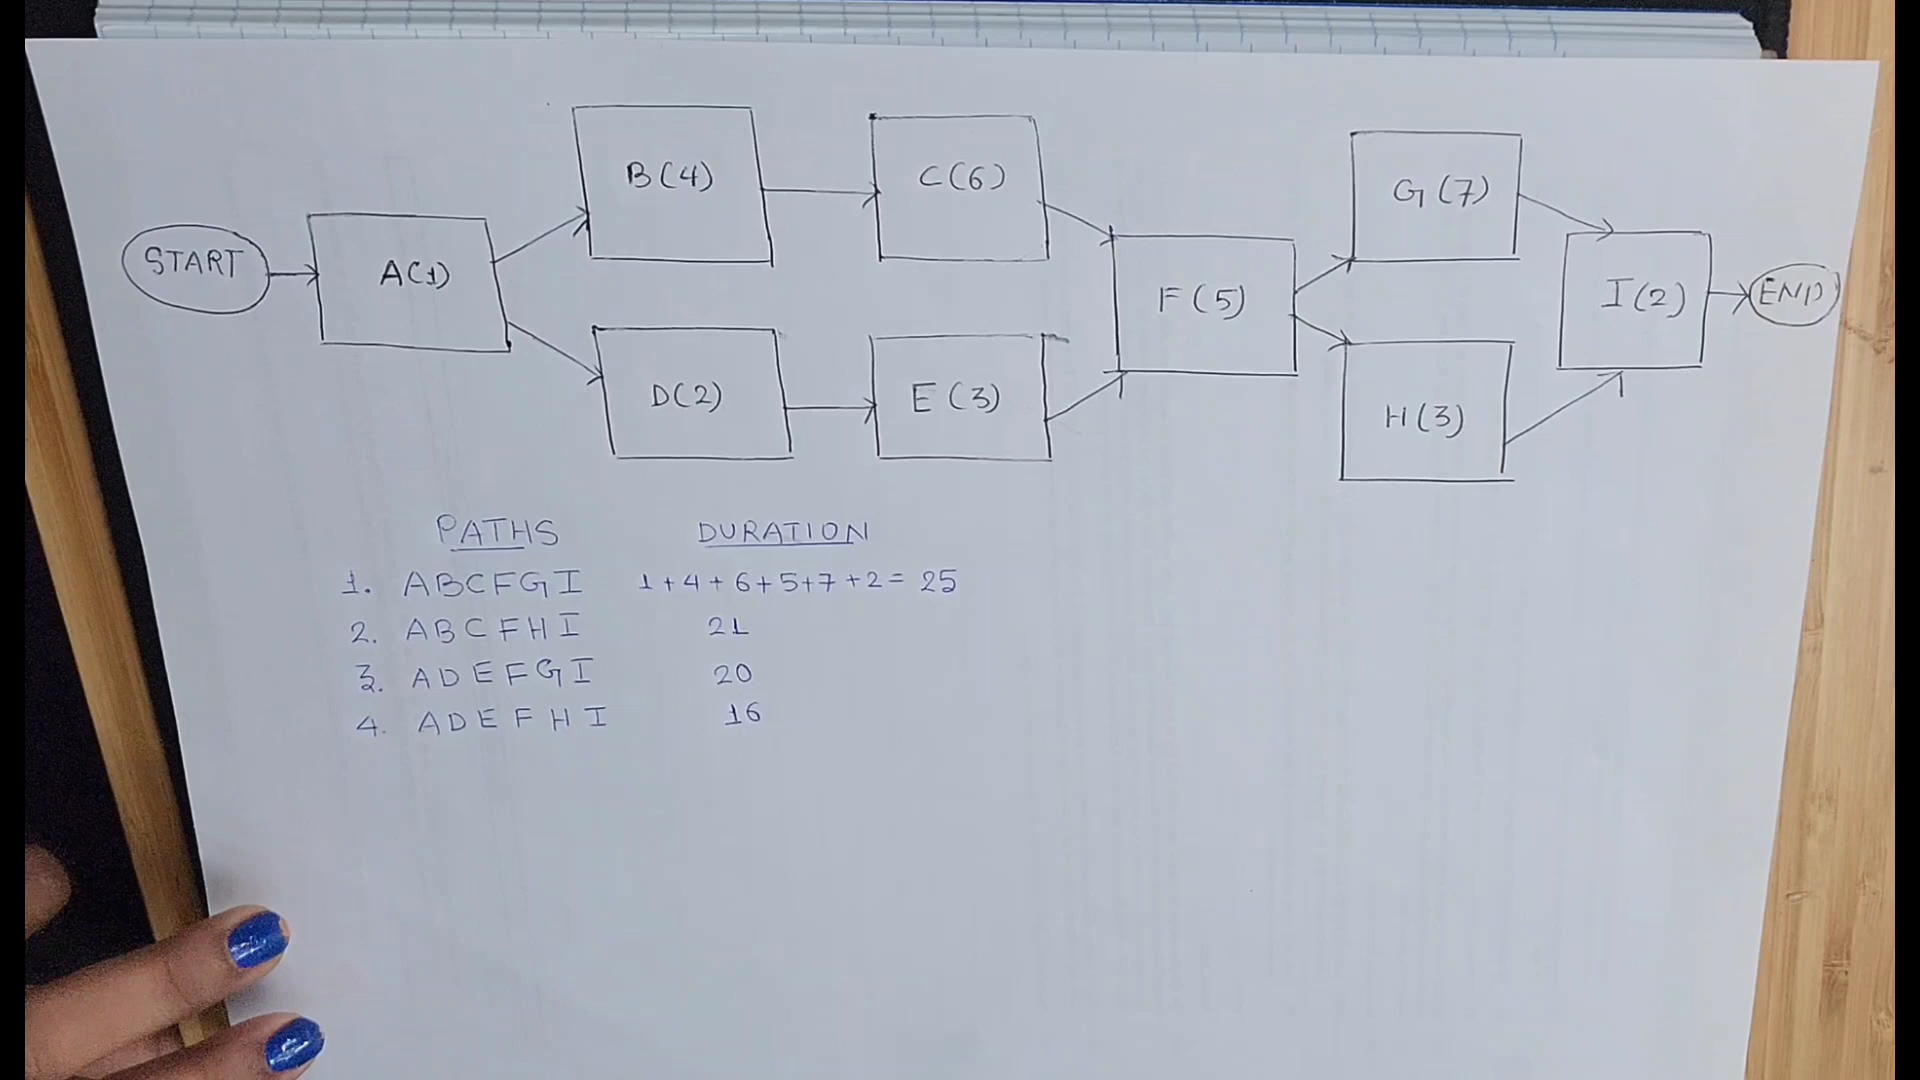 START
A(1)
B(4)
C(6)
D(2)
E(3)
F(5)
G(7)
H(3)
I(2)
END
PATHS DURATION
1. ABCFGI 1+4+6+5+7+2= 25
2. ABCFHI 21
3. ADEFGI 20
4. ADEFHI 16